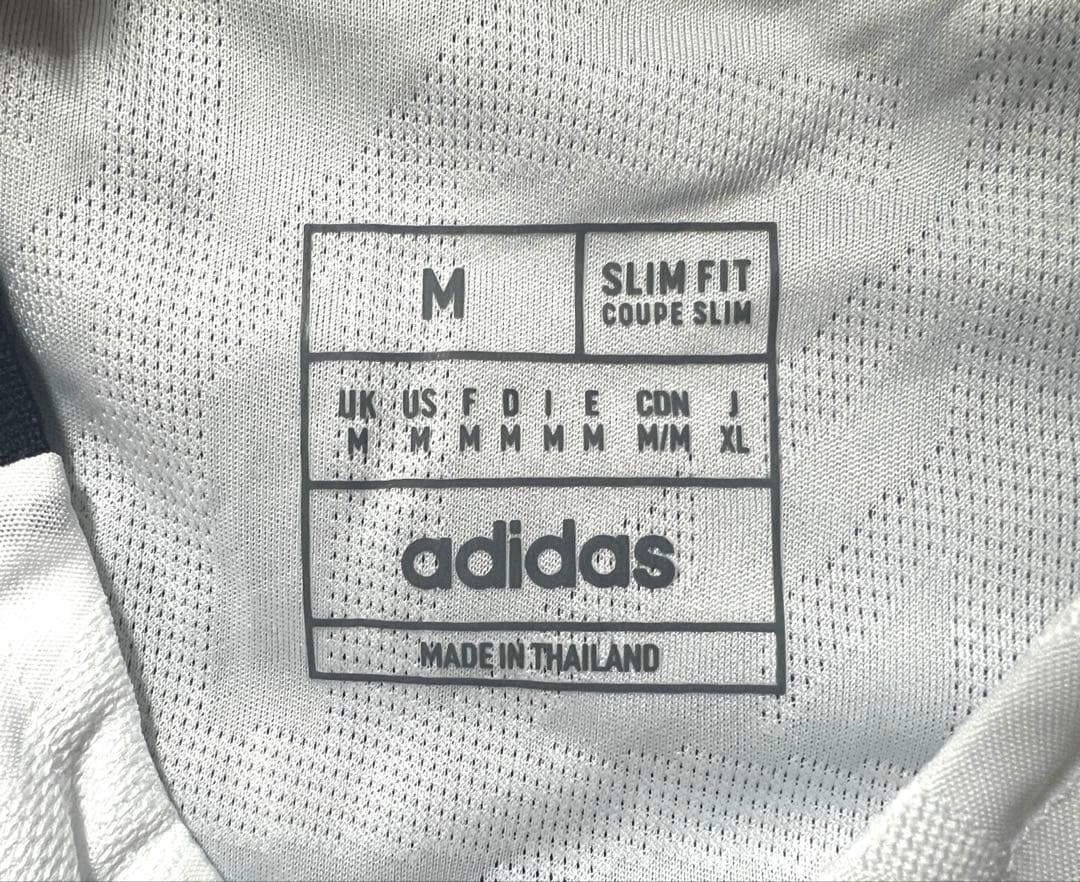 M
SLIM FIT
COUPE SLIM
UK US F D I E CDN J
M M M M M M M/M XL
adidas
MADE IN THAILAND